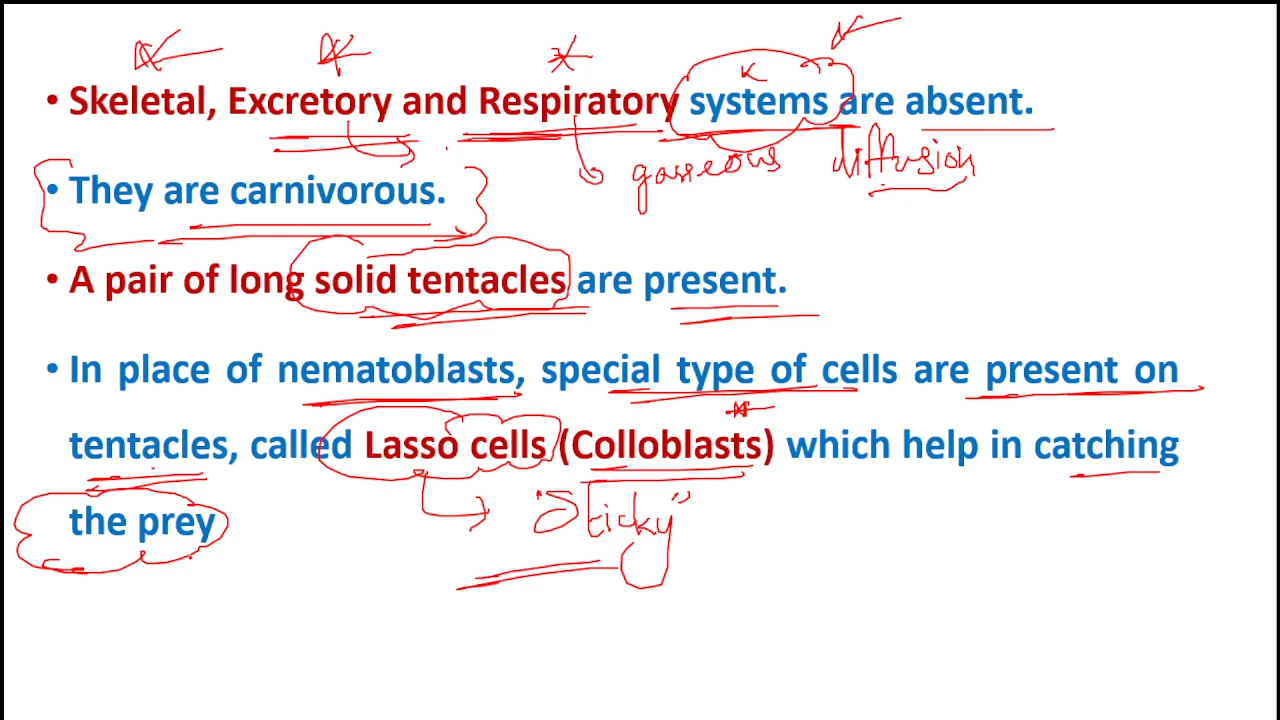 • Skeletal, Excretory and Respiratory systems are absent.
gasseous diffusion
• They are carnivorous.
• A pair of long solid tentacles are present.
• In place of nematoblasts, special type of cells are present on
tentacles, called Lasso cells (Colloblasts) which help in catching
the prey
"Sticky"